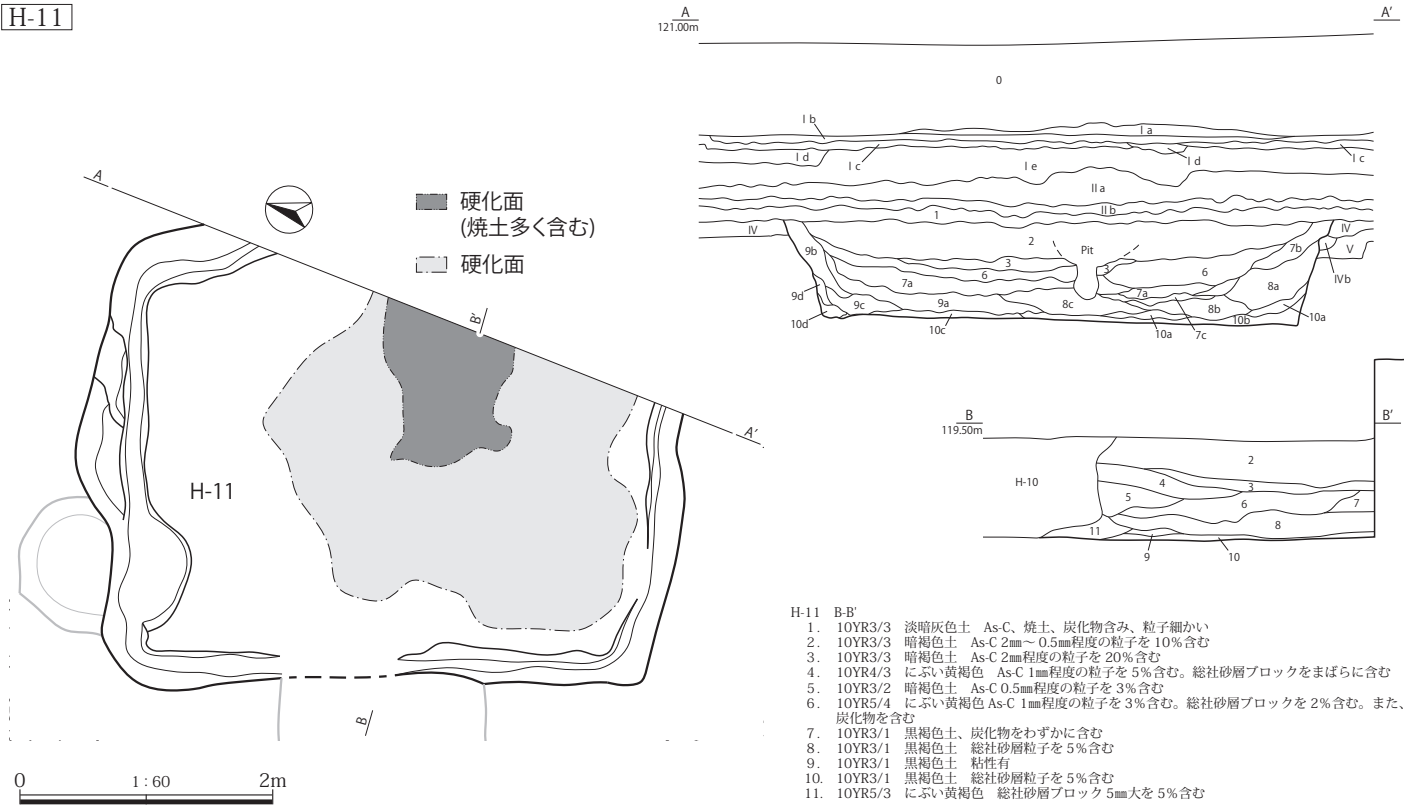 H-11
A
A'
121.00m
0
I b
I a
I d
I c
I e
I d
I c
II a
II b
1
IV
2
Pit
IV
V
IVb
3
3
9b
7b
6
6
7a
7a
8a
9d
9c
9a
8c
8b
10d
10c
10a
7c
10b
10a
A
硬化面
(焼土多く含む)
硬化面
B'
A'
H-11
B
B
B'
119.50m
H-10
2
4
3
5
6
7
8
11
9
10
H-11 B-B'
1. 10YR3/3 淡暗灰色土 As-C、焼土、炭化物含み、粒子細かい
2. 10YR3/3 暗褐色土 As-C 2㎜～0.5㎜程度の粒子を10%含む
3. 10YR3/3 暗褐色土 As-C 2㎜程度の粒子を20%含む
4. 10YR4/3 にぶい黄褐色 As-C 1㎜程度の粒子を5%含む。総社砂層ブロックをまばらに含む
5. 10YR3/2 暗褐色土 As-C 0.5㎜程度の粒子を3%含む
6. 10YR5/4 にぶい黄褐色 As-C 1㎜程度の粒子を3%含む。総社砂層ブロックを2%含む。また、
炭化物を含む
7. 10YR3/1 黒褐色土、炭化物をわずかに含む
8. 10YR3/1 黒褐色土 総社砂層粒子を5%含む
9. 10YR3/1 黒褐色土 粘性有
10. 10YR3/1 黒褐色土 総社砂層粒子を5%含む
11. 10YR5/3 にぶい黄褐色 総社砂層ブロック5㎜大を5%含む
0 1:60 2m